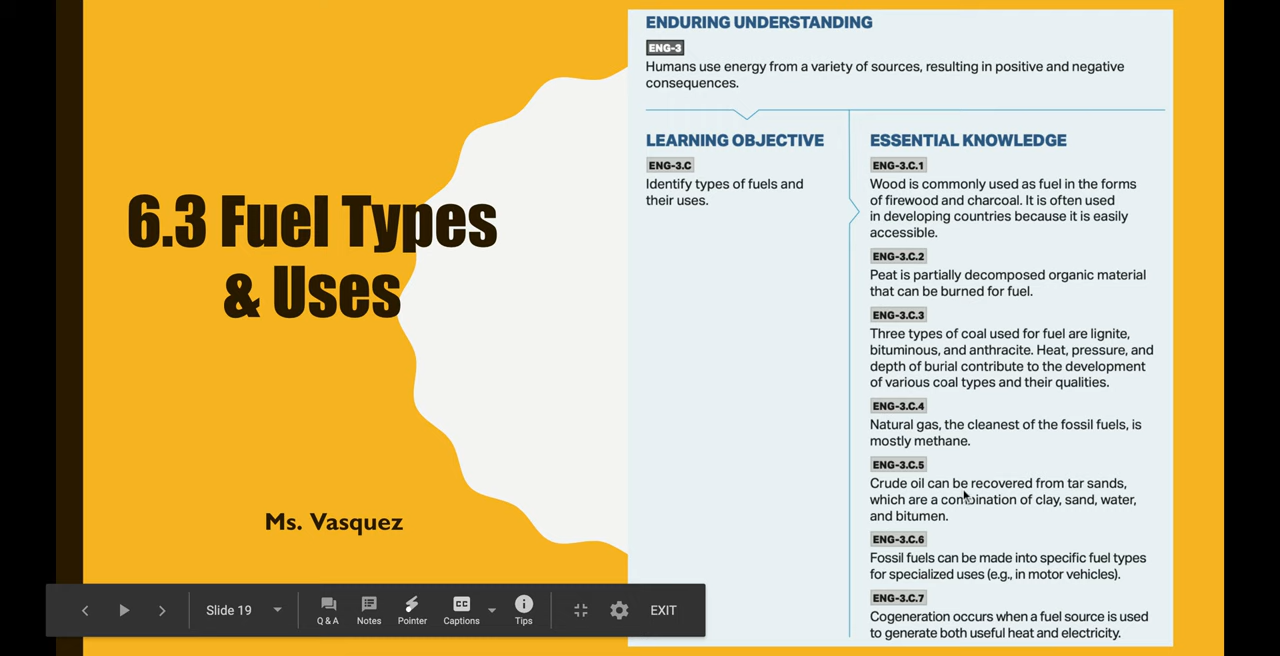 6.3 Fuel Types
& Uses
Ms. Vasquez
ENDURING UNDERSTANDING
ENG-3
Humans use energy from a variety of sources, resulting in positive and negative
consequences.
LEARNING OBJECTIVE
ENG-3.C
Identify types of fuels and
their uses.
ESSENTIAL KNOWLEDGE
ENG-3.C.1
Wood is commonly used as fuel in the forms
of firewood and charcoal. It is often used
in developing countries because it is easily
accessible.
ENG-3.C.2
Peat is partially decomposed organic material
that can be burned for fuel.
ENG-3.C.3
Three types of coal used for fuel are lignite,
bituminous, and anthracite. Heat, pressure, and
depth of burial contribute to the development
of various coal types and their qualities.
ENG-3.C.4
Natural gas, the cleanest of the fossil fuels, is
mostly methane.
ENG-3.C.5
Crude oil can be recovered from tar sands,
which are a combination of clay, sand, water,
and bitumen.
ENG-3.C.6
Fossil fuels can be made into specific fuel types
for specialized uses (e.g., in motor vehicles).
ENG-3.C.7
Cogeneration occurs when a fuel source is used
to generate both useful heat and electricity.
Slide 19
Q & A
Notes
Pointer
CC
Captions
Tips
EXIT